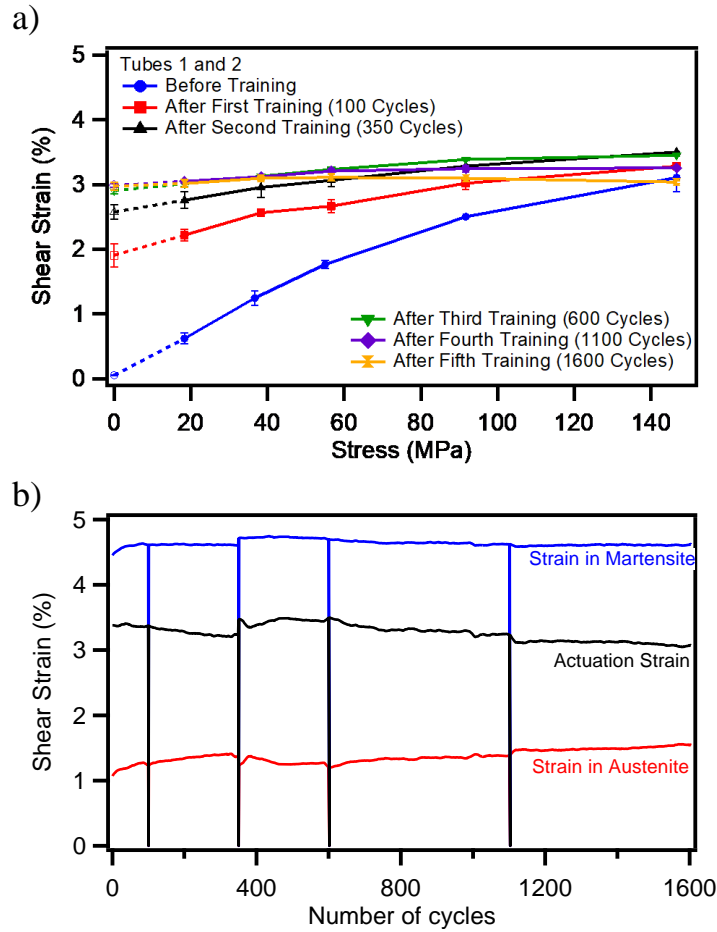 a)
5
4
3
2
1
0
Shear Strain (%)
Tubes 1 and 2
Before Training
After First Training (100 Cycles)
After Second Training (350 Cycles)
After Third Training (600 Cycles)
After Fourth Training (1100 Cycles)
After Fifth Training (1600 Cycles)
0 20 40 60 80 100 120 140
Stress (MPa)
b)
5
4
3
2
1
0
Shear Strain (%)
Strain in Martensite
Actuation Strain
Strain in Austenite
0 400 800 1200 1600
Number of cycles